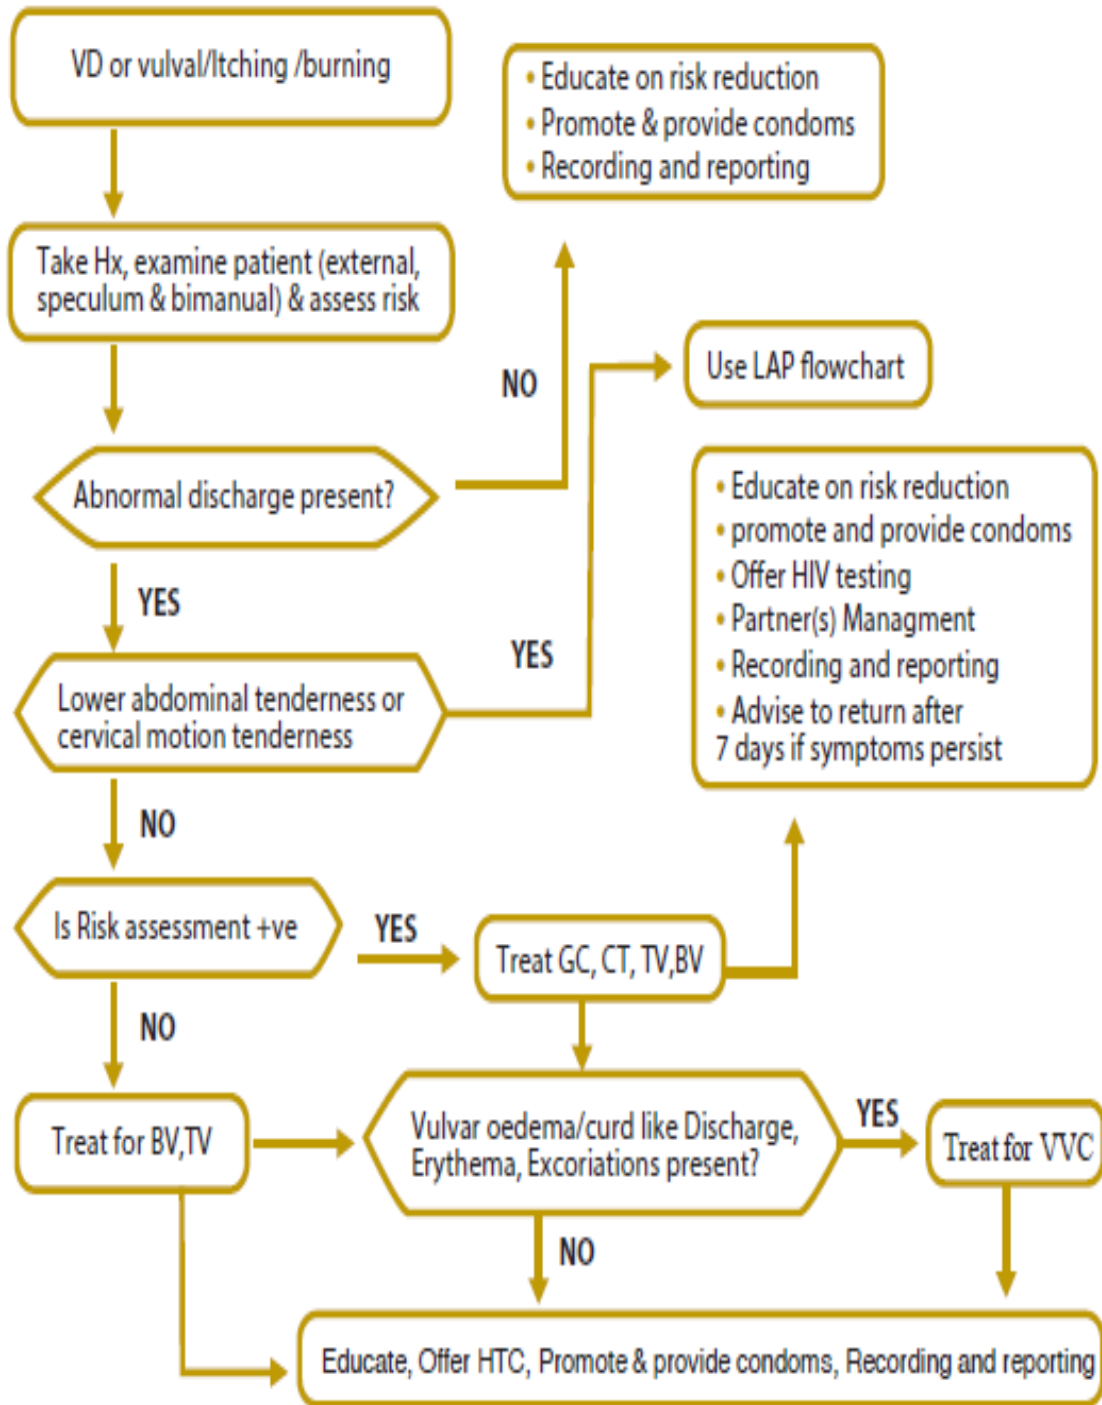 VD or vulval/Itching /burning
• Educate on risk reduction
• Promote & provide condoms
• Recording and reporting
Take Hx, examine patient (external,
speculum & bimanual) & assess risk
NO
Use LAP flowchart
Abnormal discharge present?
• Educate on risk reduction
• promote and provide condoms
• Offer HIV testing
• Partner(s) Managment
• Recording and reporting
• Advise to return after
7 days if symptoms persist
YES
YES
Lower abdominal tenderness or
cervical motion tenderness
NO
Is Risk assessment +ve
YES
Treat GC, CT, TV,BV
NO
Treat for BV,TV
Vulvar oedema/curd like Discharge,
Erythema, Excoriations present?
YES
Treat for VVC
NO
Educate, Offer HTC, Promote & provide condoms, Recording and reporting